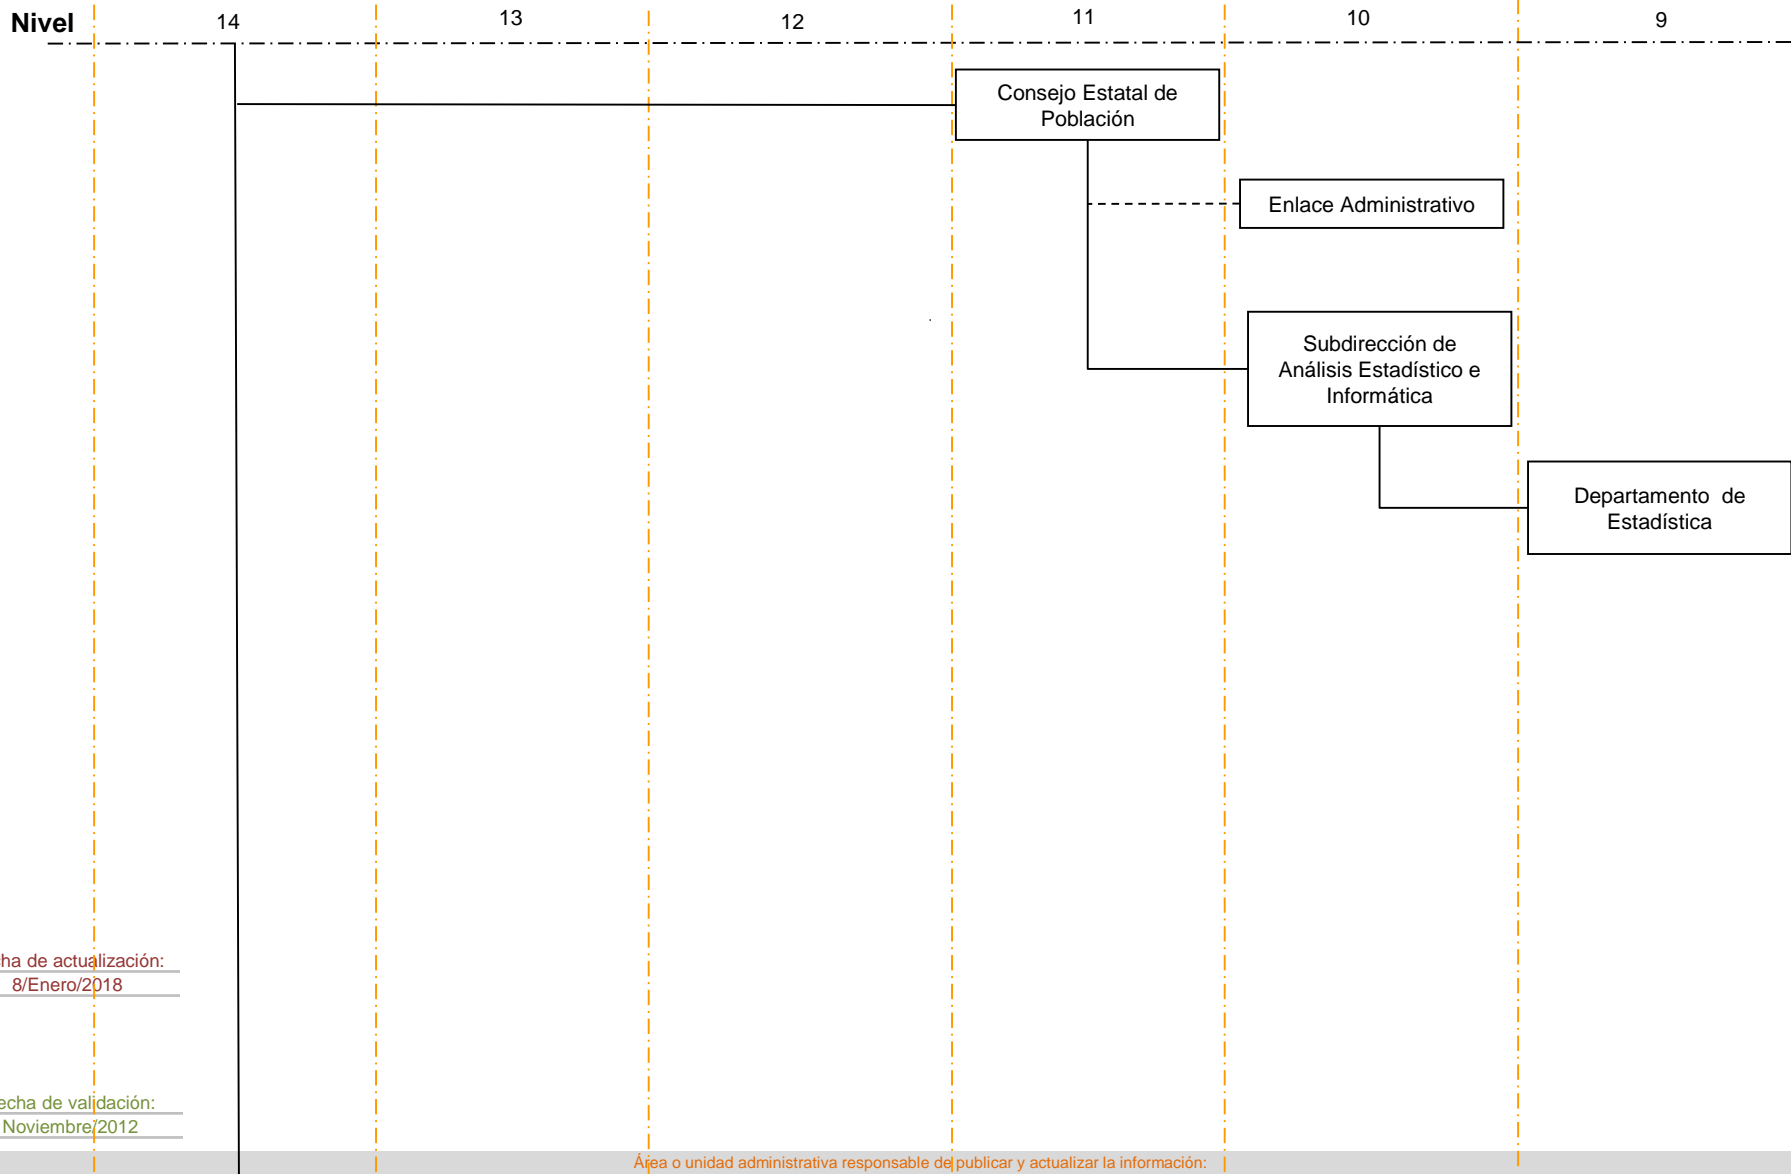 Nivel 14 13 12 11 10 9
Consejo Estatal de
Población
Enlace Administrativo
Subdirección de
Análisis Estadístico e
Informática
Departamento de
Estadística
cha de actualización:
8/Enero/2018
echa de validación:
Noviembre/2012
Área o unidad administrativa responsable de publicar y actualizar la información: